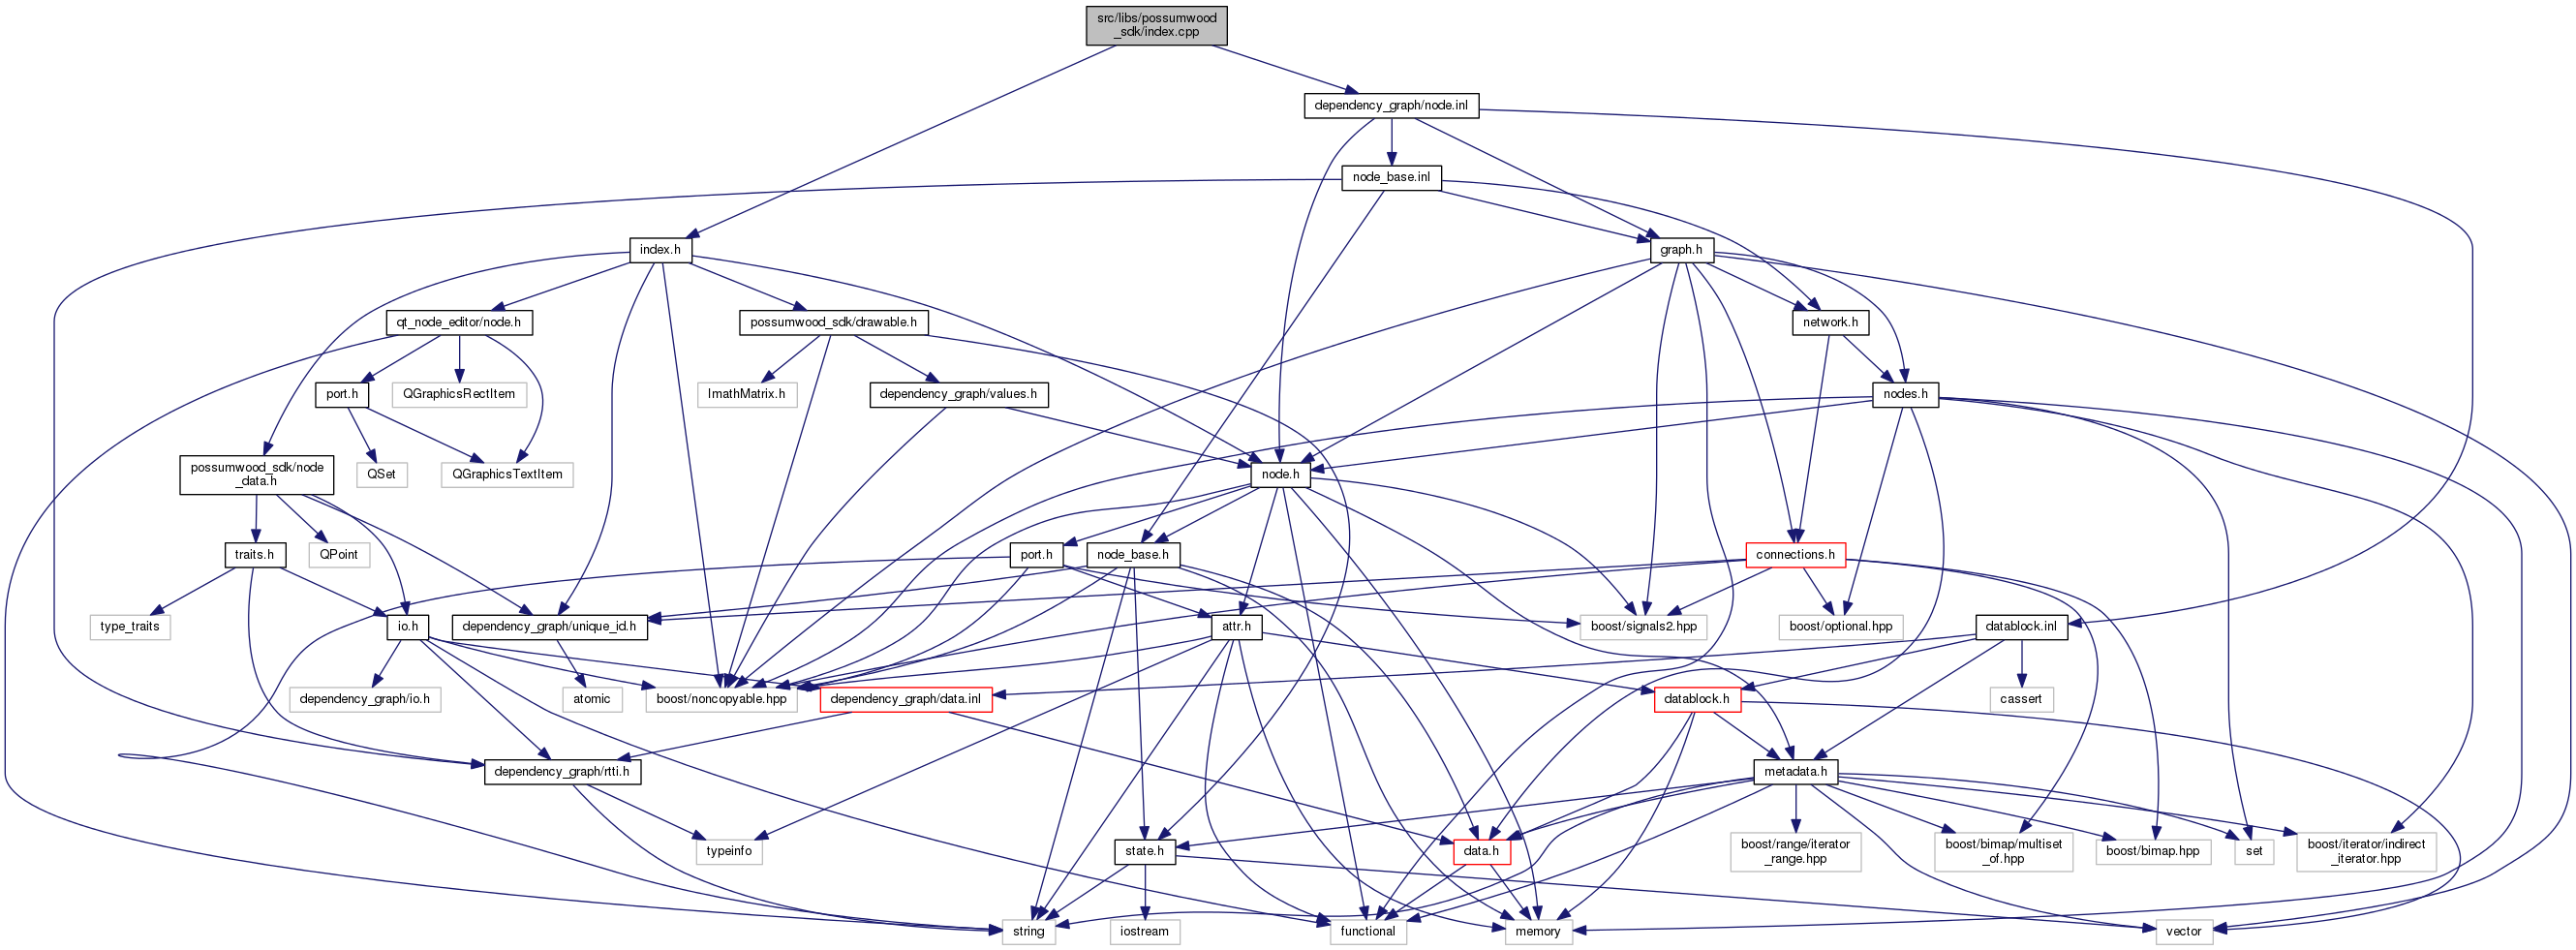 src/libs/possumwood
_sdk/index.cpp
dependency_graph/node.inl
node_base.inl
index.h
graph.h
qt_node_editor/node.h
possumwood_sdk/drawable.h
network.h
port.h
QGraphicsRectItem
ImathMatrix.h
dependency_graph/values.h
nodes.h
possumwood_sdk/node
_data.h
QSet
QGraphicsTextItem
node.h
traits.h
QPoint
port.h
node_base.h
connections.h
type_traits
io.h
dependency_graph/unique_id.h
attr.h
boost/signals2.hpp
boost/optional.hpp
datablock.inl
dependency_graph/io.h
atomic
boost/noncopyable.hpp
dependency_graph/data.inl
datablock.h
cassert
dependency_graph/rtti.h
metadata.h
typeinfo
state.h
data.h
boost/range/iterator
_range.hpp
boost/bimap/multiset
_of.hpp
boost/bimap.hpp
set
boost/iterator/indirect
_iterator.hpp
string
iostream
functional
memory
vector